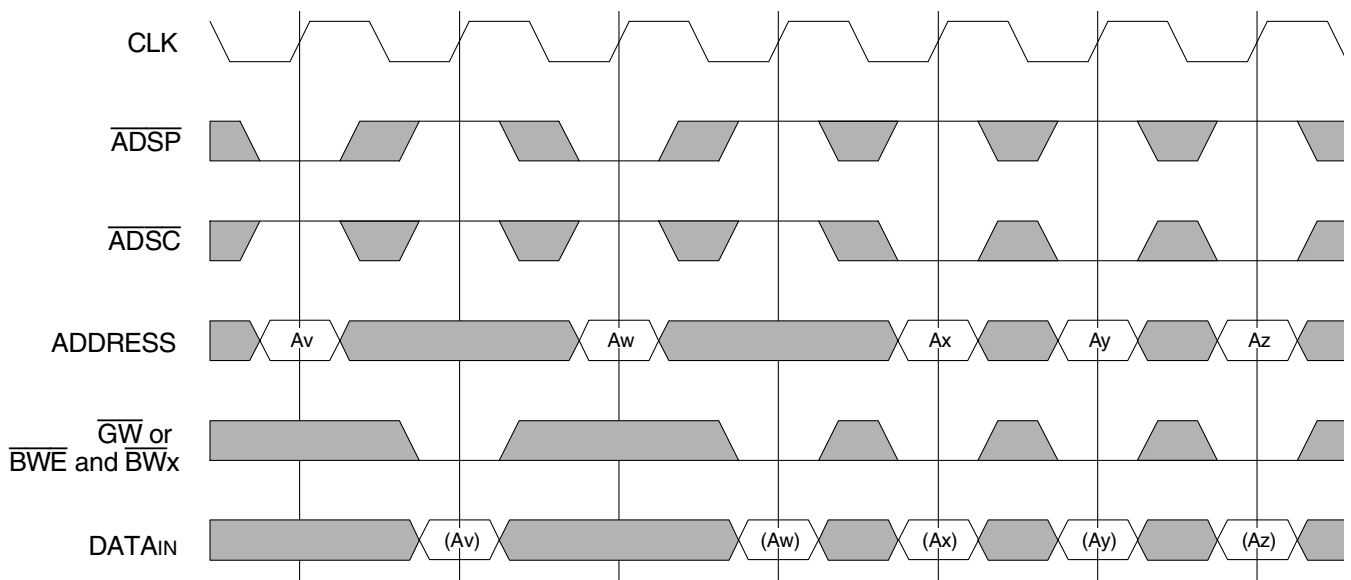 CLK
ADSP
ADSC
ADDRESS
Av
Aw
Ax
Ay
Az
GW or
BWE and BWx
DATAIN
(Av)
(Aw)
(Ax)
(Ay)
(Az)